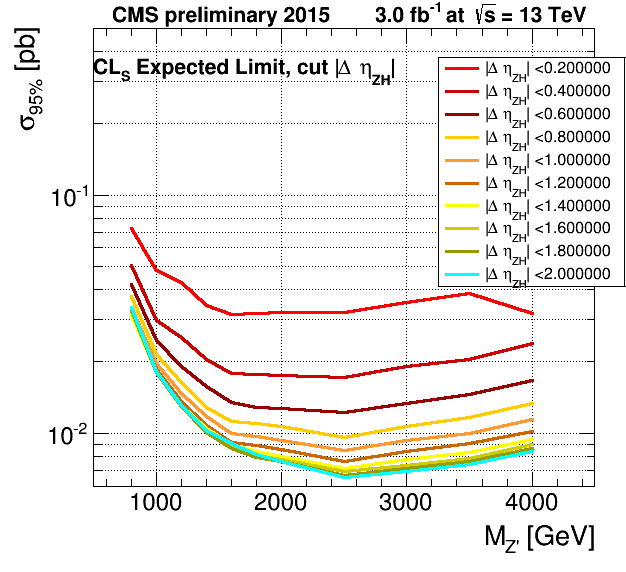 CMS preliminary 2015 3.0 fb⁻¹ at √s = 13 TeV
σ95% [pb]
CLS Expected Limit, cut |Δ ηZH|
|Δ ηZH| <0.200000
|Δ ηZH| <0.400000
|Δ ηZH| <0.600000
|Δ ηZH| <0.800000
|Δ ηZH| <1.000000
|Δ ηZH| <1.200000
|Δ ηZH| <1.400000
|Δ ηZH| <1.600000
|Δ ηZH| <1.800000
|Δ ηZH| <2.000000
10⁻¹
10⁻²
1000 2000 3000 4000
MZ' [GeV]